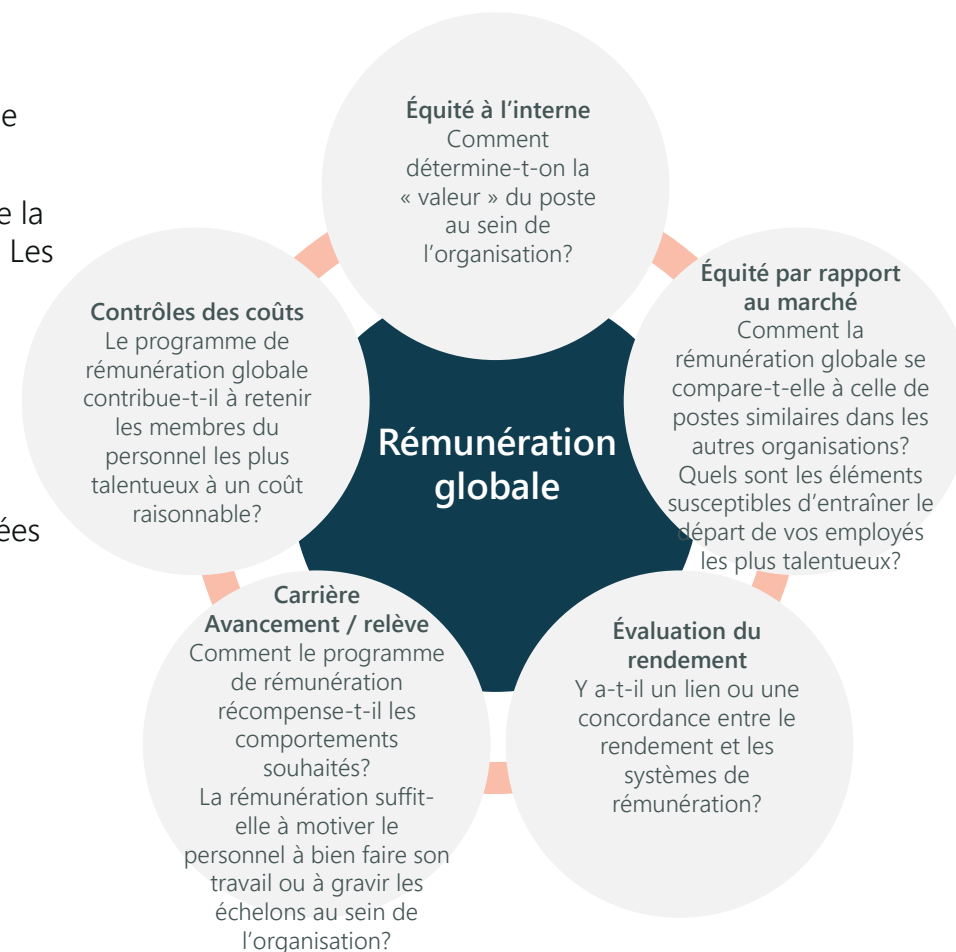 e
e la
Les
ées
Équité à l'interne
Comment
détermine-t-on la
« valeur » du poste
au sein de
l'organisation?
Équité par rapport
au marché
Comment la
rémunération globale se
compare-t-elle à celle de
postes similaires dans les
autres organisations?
Quels sont les éléments
susceptibles d'entraîner le
départ de vos employés
les plus talentueux?
Contrôles des coûts
Le programme de
rémunération globale
contribue-t-il à retenir
les membres du
personnel les plus
talentueux à un coût
raisonnable?
Rémunération
globale
Carrière
Avancement / relève
Comment le programme
de rémunération
récompense-t-il les
comportements
souhaités?
La rémunération suffit-
elle à motiver le
personnel à bien faire son
travail ou à gravir les
échelons au sein de
l'organisation?
Évaluation du
rendement
Y a-t-il un lien ou une
concordance entre le
rendement et les
systèmes de
rémunération?